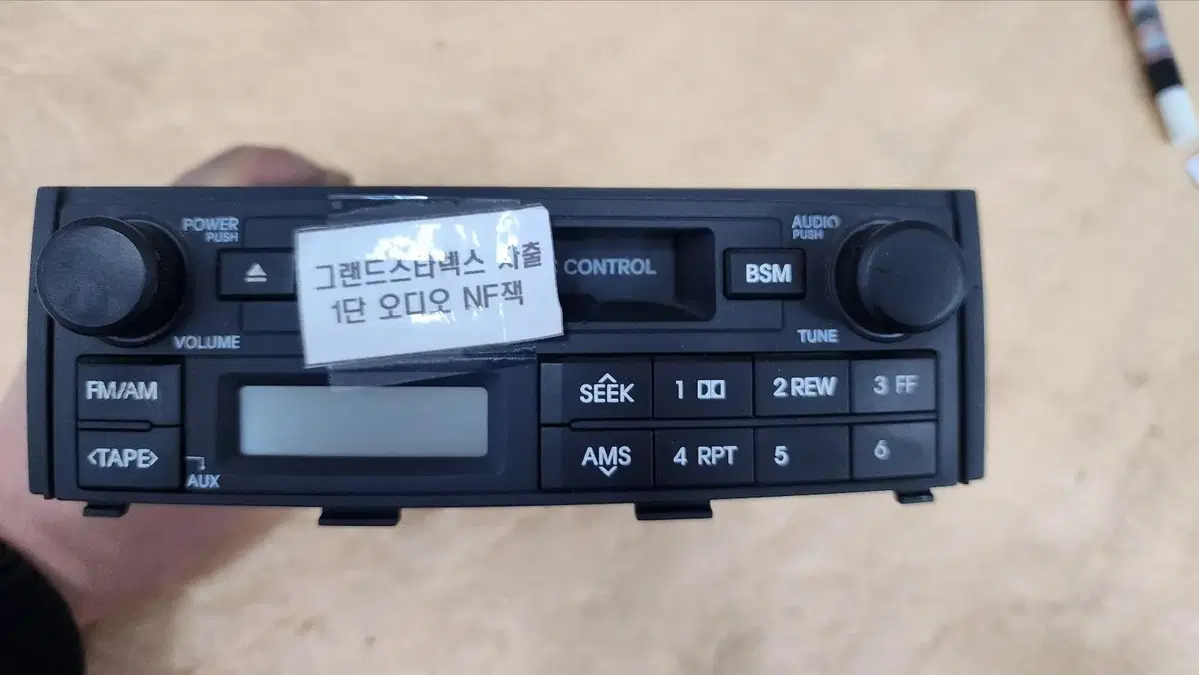 POWER
PUSH
그랜드스타렉스 차출
1단 오디오 NF잭
CONTROL
BSM
AUDIO
PUSH
VOLUME
TUNE
FM/AM
SEEK
1
2 REW
3 FF
<TAPE>
AUX
AMS
4 RPT
5
6